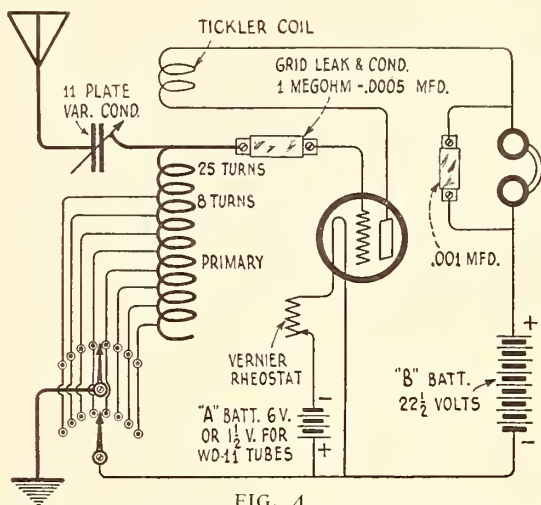 TICKLER COIL
GRID LEAK & COND.
1 MEGOHM -.0005 MFD.
11 PLATE
VAR. COND.
25 TURNS
8 TURNS
PRIMARY
.001 MFD.
VERNIER
RHEOSTAT
"A" BATT. 6 V.
OR 1½ V. FOR
WD-11 TUBES
-
+
+
"B" BATT.
22½ VOLTS
-
FIG. 4